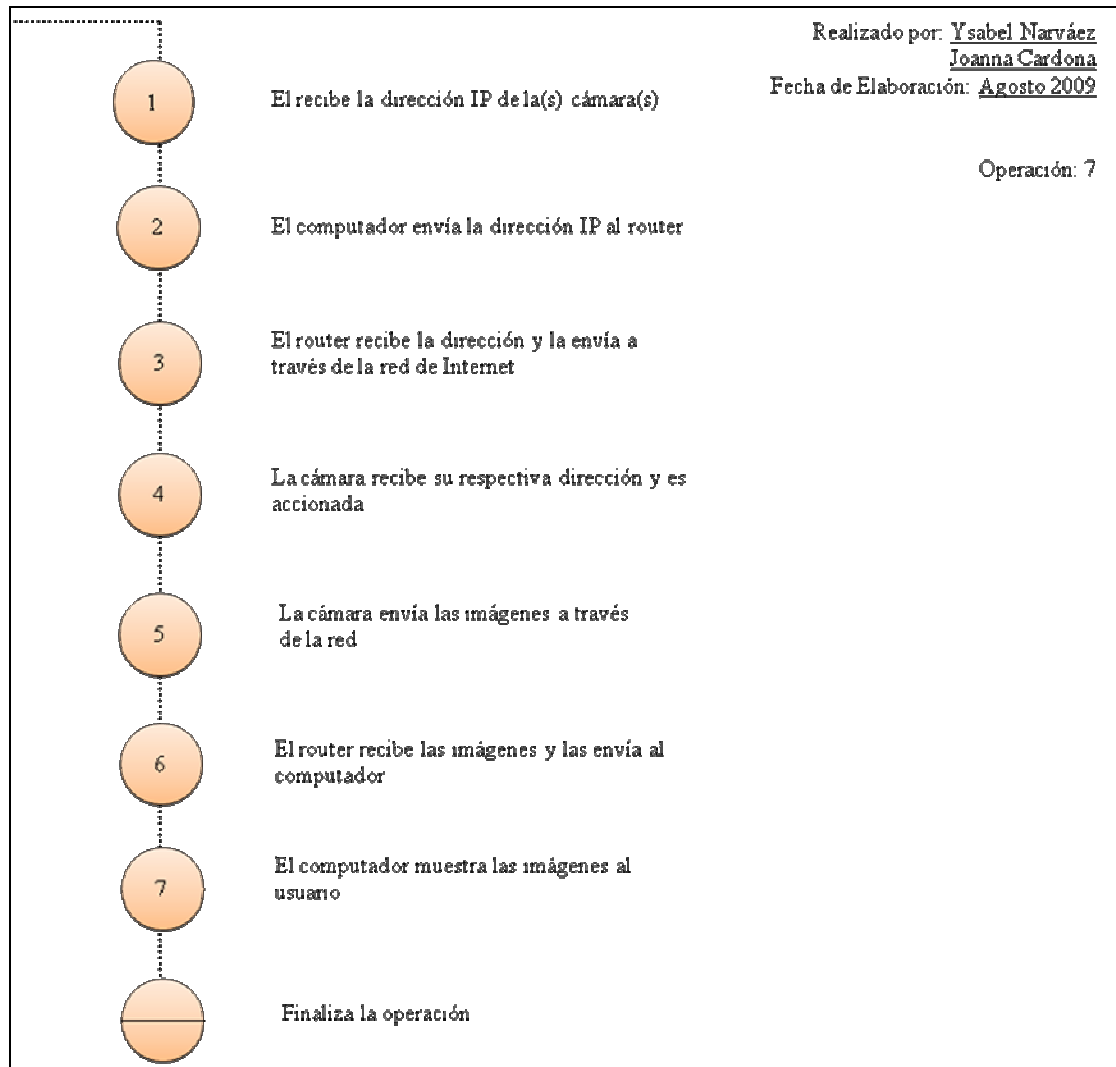 Realizado por: Ysabel Narváez
Joanna Cardona
Fecha de Elaboración: Agosto 2009
Operación: 7
1
El recibe la dirección IP de la(s) cámara(s)
2
El computador envía la dirección IP al router
3
El router recibe la dirección y la envía a
través de la red de Internet
4
La cámara recibe su respectiva dirección y es
accionada
5
La cámara envía las imágenes a través
de la red
6
El router recibe las imágenes y las envía al
computador
7
El computador muestra las imágenes al
usuario
Finaliza la operación